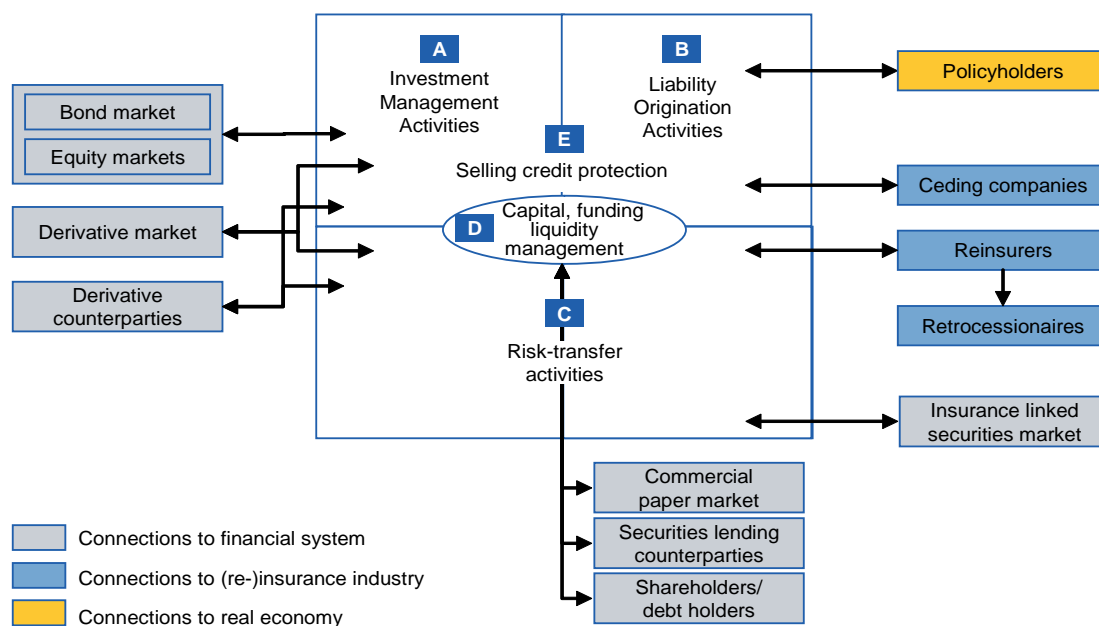 A
Investment
Management
Activities
B
Liability
Origination
Activities
E
Selling credit protection
D
Capital, funding
liquidity
management
C
Risk-transfer
activities
Bond market
Equity markets
Derivative market
Derivative
counterparties
Policyholders
Ceding companies
Reinsurers
Retrocessionaires
Insurance linked
securities market
Commercial
paper market
Securities lending
counterparties
Shareholders/
debt holders
Connections to financial system
Connections to (re-)insurance industry
Connections to real economy